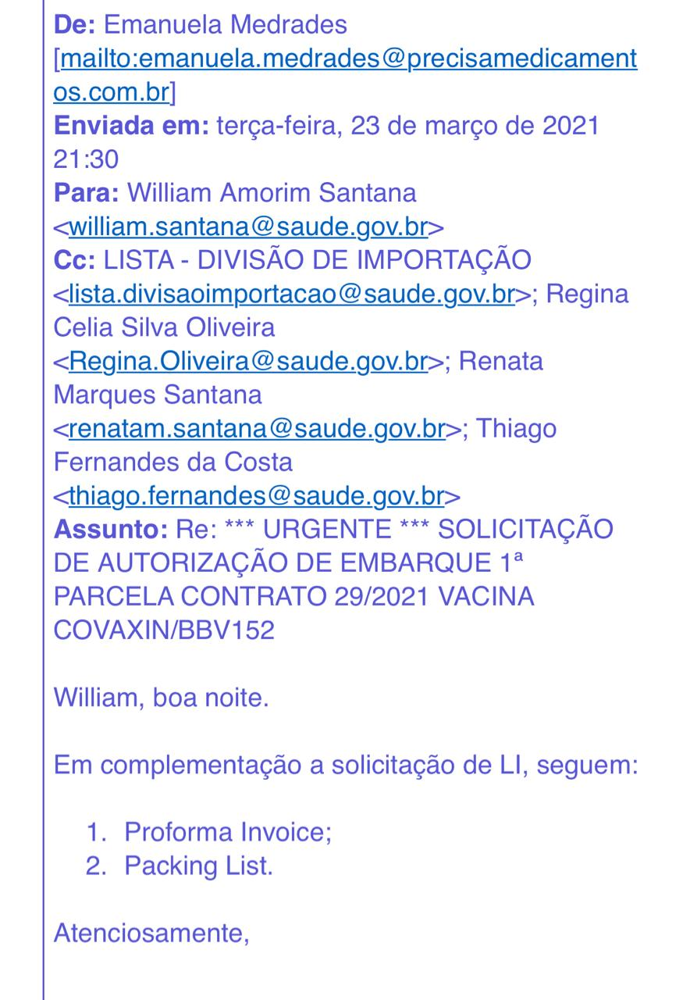 De: Emanuela Medrades
[mailto:emanuela.medrades@precisamedicament
os.com.br]
Enviada em: terça-feira, 23 de março de 2021
21:30
Para: William Amorim Santana
<william.santana@saude.gov.br>
Cc: LISTA - DIVISÃO DE IMPORTAÇÃO
<lista.divisaoimportacao@saude.gov.br>; Regina
Celia Silva Oliveira
<Regina.Oliveira@saude.gov.br>; Renata
Marques Santana
<renatam.santana@saude.gov.br>; Thiago
Fernandes da Costa
<thiago.fernandes@saude.gov.br>
Assunto: Re: *** URGENTE *** SOLICITAÇÃO
DE AUTORIZAÇÃO DE EMBARQUE 1ª
PARCELA CONTRATO 29/2021 VACINA
COVAXIN/BBV152
William, boa noite.
Em complementação a solicitação de LI, seguem:
1. Proforma Invoice;
2. Packing List.
Atenciosamente,